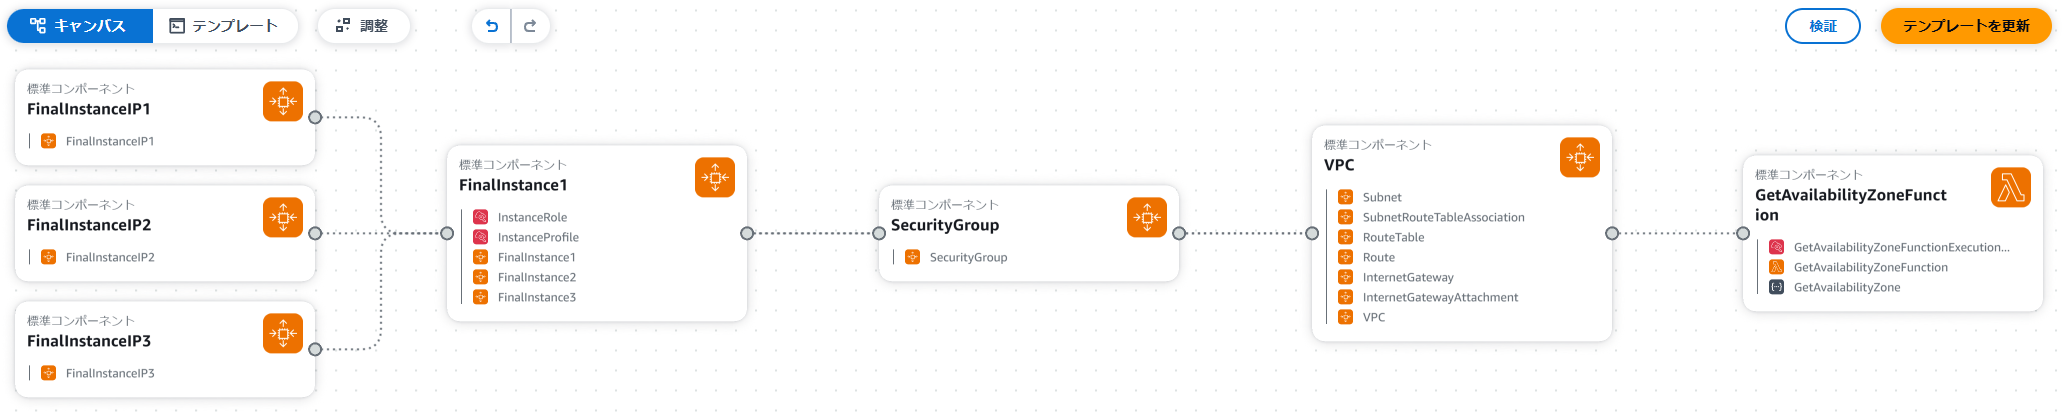 キャンバス
テンプレート
調整
検証
テンプレートを更新
標準コンポーネント
FinalInstanceIP1
FinalInstanceIP1
標準コンポーネント
FinalInstanceIP2
FinalInstanceIP2
標準コンポーネント
FinalInstanceIP3
FinalInstanceIP3
標準コンポーネント
FinalInstance1
InstanceRole
InstanceProfile
FinalInstance1
FinalInstance2
FinalInstance3
標準コンポーネント
SecurityGroup
SecurityGroup
標準コンポーネント
VPC
Subnet
SubnetRouteTableAssociation
RouteTable
Route
InternetGateway
InternetGatewayAttachment
VPC
標準コンポーネント
GetAvailabilityZoneFunct
ion
GetAvailabilityZoneFunctionExecution...
GetAvailabilityZoneFunction
GetAvailabilityZone